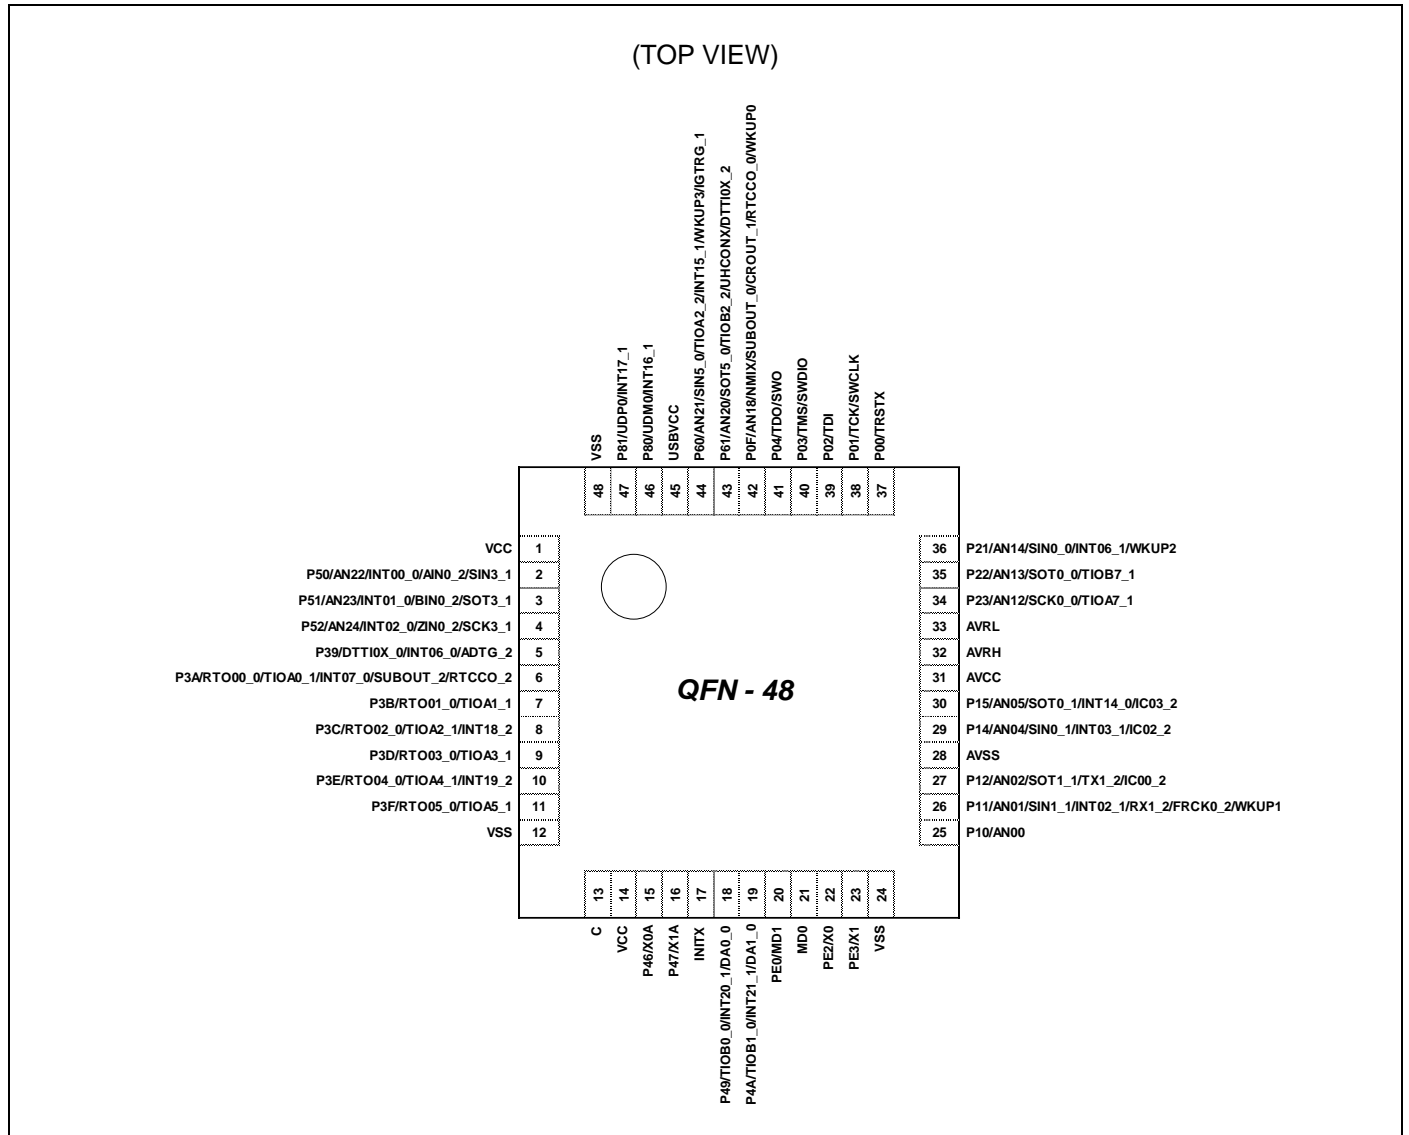 (TOP VIEW)
VSS
P81/UDP0/INT17_1
P80/UDM0/INT16_1
USBVCC
P60/AN21/SIN5_0/TIOA2_2/INT15_1/WKUP3/IGTRG_1
P61/AN20/SOT5_0/TIOB2_2/UHCONX/DTTI0X_2
P0F/AN18/NMIX/SUBOUT_0/CROUT_1/RTCCO_0/WKUP0
P04/TDO/SWO
P03/TMS/SWDIO
P02/TDI
P01/TCK/SWCLK
P00/TRSTX
48 47 46 45 44 43 42 41 40 39 38 37
VCC 1
P50/AN22/INT00_0/AIN0_2/SIN3_1 2
P51/AN23/INT01_0/BIN0_2/SOT3_1 3
P52/AN24/INT02_0/ZIN0_2/SCK3_1 4
P39/DTTI0X_0/INT06_0/ADTG_2 5
P3A/RTO00_0/TIOA0_1/INT07_0/SUBOUT_2/RTCCO_2 6
P3B/RTO01_0/TIOA1_1 7
P3C/RTO02_0/TIOA2_1/INT18_2 8
P3D/RTO03_0/TIOA3_1 9
P3E/RTO04_0/TIOA4_1/INT19_2 10
P3F/RTO05_0/TIOA5_1 11
VSS 12
QFN - 48
36 P21/AN14/SIN0_0/INT06_1/WKUP2
35 P22/AN13/SOT0_0/TIOB7_1
34 P23/AN12/SCK0_0/TIOA7_1
33 AVRL
32 AVRH
31 AVCC
30 P15/AN05/SOT0_1/INT14_0/IC03_2
29 P14/AN04/SIN0_1/INT03_1/IC02_2
28 AVSS
27 P12/AN02/SOT1_1/TX1_2/IC00_2
26 P11/AN01/SIN1_1/INT02_1/RX1_2/FRCK0_2/WKUP1
25 P10/AN00
13 14 15 16 17 18 19 20 21 22 23 24
C
VCC
P46/X0A
P47/X1A
INITX
P49/TIOB0_0/INT20_1/DA0_0
P4A/TIOB1_0/INT21_1/DA1_0
PE0/MD1
MD0
PE2/X0
PE3/X1
VSS